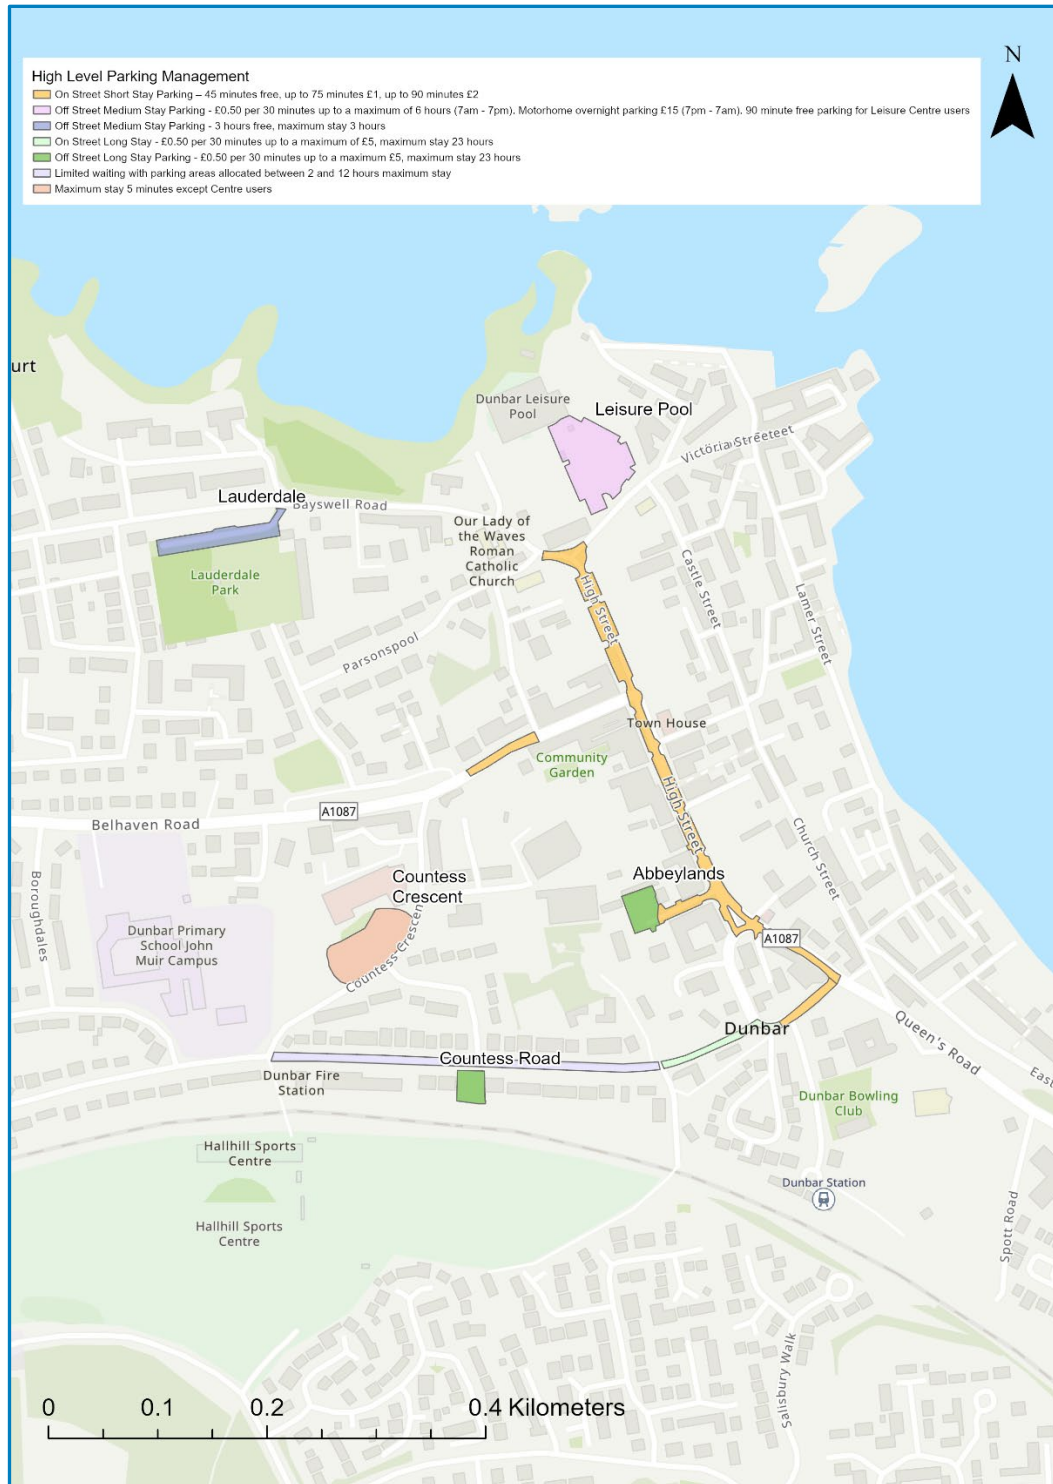 N
High Level Parking Management
On Street Short Stay Parking – 45 minutes free, up to 75 minutes £1, up to 90 minutes £2
Off Street Medium Stay Parking - £0.50 per 30 minutes up to a maximum of 6 hours (7am - 7pm). Motorhome overnight parking £15 (7pm - 7am). 90 minute free parking for Leisure Centre users
Off Street Medium Stay Parking - 3 hours free, maximum stay 3 hours
On Street Long Stay - £0.50 per 30 minutes up to a maximum of £5, maximum stay 23 hours
Off Street Long Stay Parking - £0.50 per 30 minutes up to a maximum £5, maximum stay 23 hours
Limited waiting with parking areas allocated between 2 and 12 hours maximum stay
Maximum stay 5 minutes except Centre users
urt
Dunbar Leisure
Pool
Leisure Pool
Victoria Streeteet
Lauderdale
Bayswell Road
Our Lady of
the Waves
Roman
Catholic
Church
Lauderdale
Park
High Street
Castle Street
Lamer Street
Parsonspool
Town House
Community
Garden
High Street
A1087
Belhaven Road
Church Street
Abbeylands
Countess
Crescent
Boroughdales
Dunbar Primary
School John
Muir Campus
Countess Crescen
A1087
Dunbar
Queen's Road
Countess Road
East
Dunbar Fire
Station
Dunbar Bowling
Club
Hallhill Sports
Centre
Dunbar Station
Hallhill Sports
Centre
Spott Road
Salisbury Walk
0 0.1 0.2 0.4 Kilometers